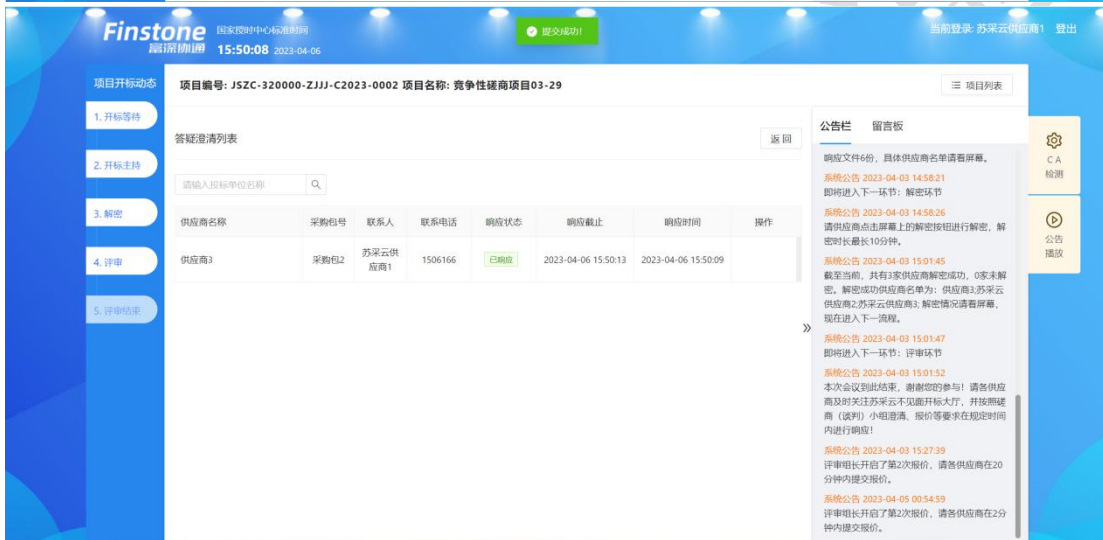 Finstone
富深协通
国家授时中心标准时间
15:50:08 2023-04-06
提交成功!
当前登录: 苏采云供应商1 登出
项目开标动态
1. 开标等待
2. 开标主持
3. 解密
4. 评审
5. 评审结束
项目编号: JSZC-320000-ZJJJ-C2023-0002 项目名称: 竞争性磋商项目03-29
项目列表
答疑澄清列表
返回
请输入投标单位名称
供应商名称 采购包号 联系人 联系电话 响应状态 响应截止 响应时间 操作
供应商3 采购包2 苏采云供应商1 1506166 已响应 2023-04-06 15:50:13 2023-04-06 15:50:09
公告栏 留言板
响应文件6份，具体供应商名单请看屏幕。
系统公告 2023-04-03 14:58:21
即将进入下一环节：解密环节
系统公告 2023-04-03 14:58:26
请供应商点击屏幕上的解密按钮进行解密，解
密时长最长10分钟。
系统公告 2023-04-03 15:01:45
截至当前，共有3家供应商解密成功，0家未解
密。解密成功供应商名单为：供应商3;苏采云
供应商2;苏采云供应商3; 解密情况请看屏幕，
现在进入下一流程。
系统公告 2023-04-03 15:01:47
即将进入下一环节：评审环节
系统公告 2023-04-03 15:01:52
本次会议到此结束，谢谢您的参与！请各供应
商及时关注苏采云不见面开标大厅，并按照磋
商（谈判）小组澄清、报价等要求在规定时间
内进行响应！
系统公告 2023-04-03 15:27:39
评审组长开启了第2次报价，请各供应商在20
分钟内提交报价。
系统公告 2023-04-05 00:54:59
评审组长开启了第2次报价，请各供应商在2分
钟内提交报价。
CA
检测
公告
播放